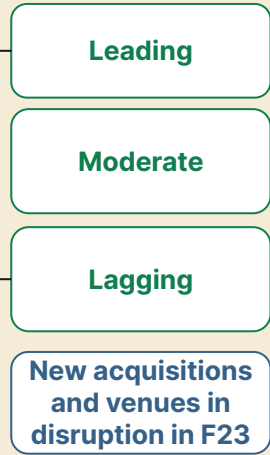 Leading
Moderate
Lagging
New acquisitions
and venues in
disruption in F23